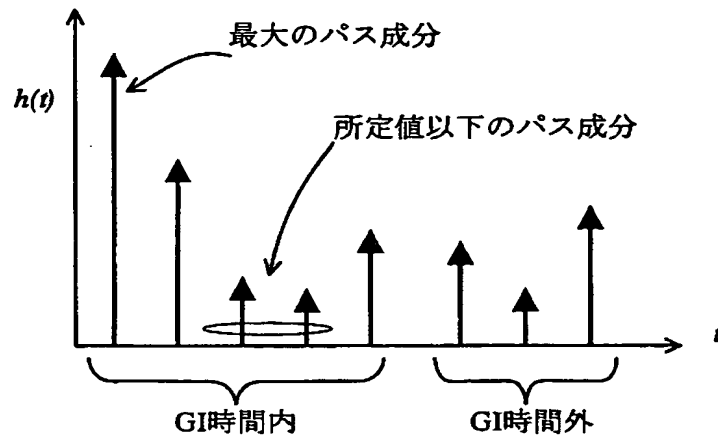 最大のパス成分
h(t)
所定値以下のパス成分
t
GI時間内
GI時間外